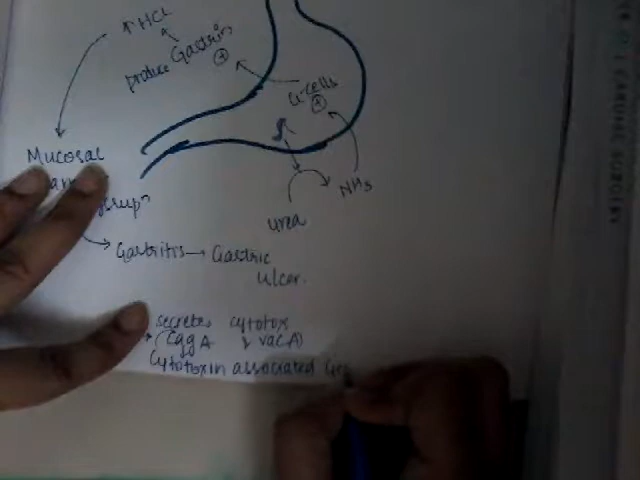 ↑HCl
produce Gastrin
+
G-cells
+
Mucosal
NH3
urea
Gastritis → Gastric
Ulcer.
secretes cytotox
(CagA & vacA)
Cytotoxin associated